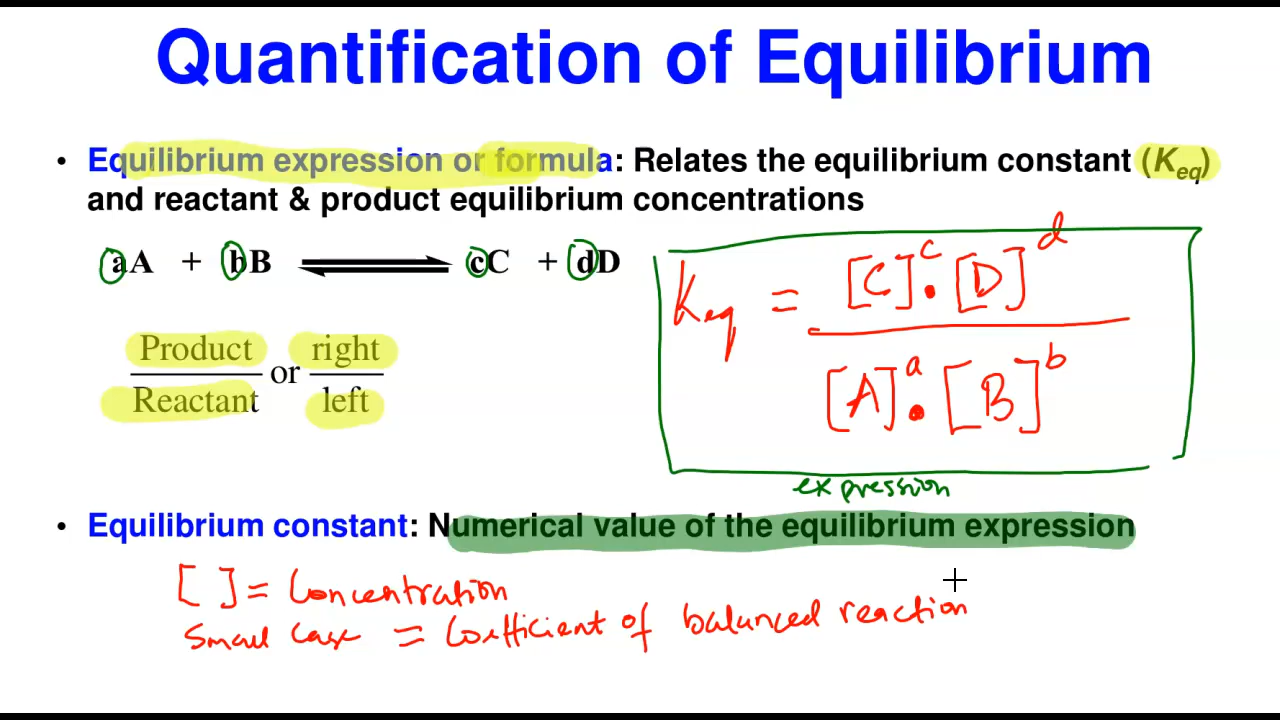 Quantification of Equilibrium
• Equilibrium expression or formula: Relates the equilibrium constant (Keq)
and reactant & product equilibrium concentrations
aA + bB ⇌ cC + dD
Product
Reactant
or
right
left
Keq = [C]^c • [D]^d
[A]^a • [B]^b
expression
• Equilibrium constant: Numerical value of the equilibrium expression
[ ] = Concentration
Small case = Coefficient of balanced reaction